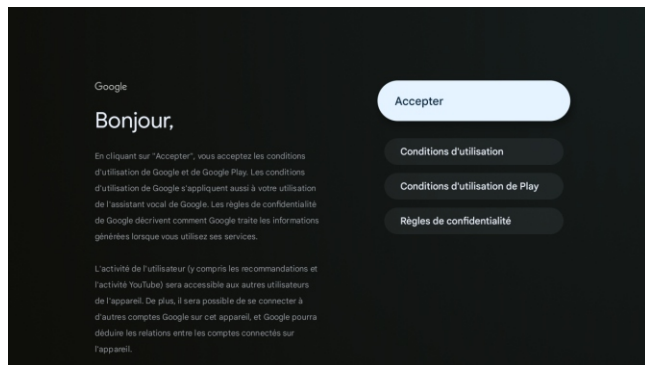 Google
Bonjour,
En cliquant sur "Accepter", vous acceptez les conditions
d'utilisation de Google et de Google Play. Les conditions
d'utilisation de Google s'appliquent aussi à votre utilisation
de l'assistant vocal de Google. Les règles de confidentialité
de Google décrivent comment Google traite les informations
générées lorsque vous utilisez ses services.
L'activité de l'utilisateur (y compris les recommandations et
l'activité YouTube) sera accessible aux autres utilisateurs
de l'appareil. De plus, il sera possible de se connecter à
d'autres comptes Google sur cet appareil, et Google pourra
déduire les relations entre les comptes connectés sur
l'appareil.
Accepter
Conditions d'utilisation
Conditions d'utilisation de Play
Règles de confidentialité